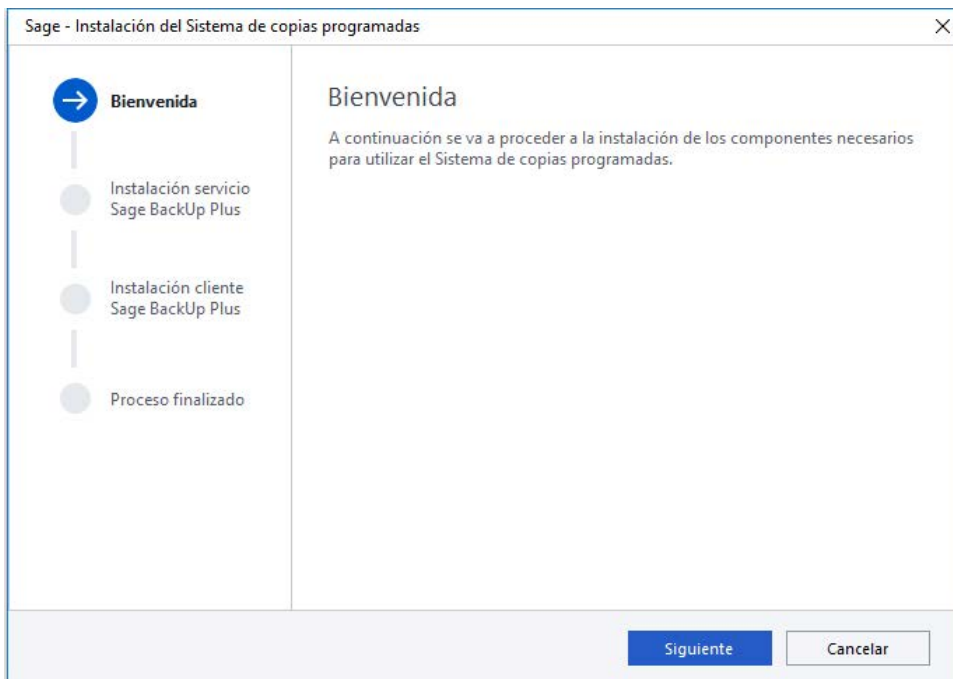 Sage - Instalación del Sistema de copias programadas
Bienvenida
Instalación servicio
Sage BackUp Plus
Instalación cliente
Sage BackUp Plus
Proceso finalizado
Bienvenida
A continuación se va a proceder a la instalación de los componentes necesarios
para utilizar el Sistema de copias programadas.
Siguiente
Cancelar